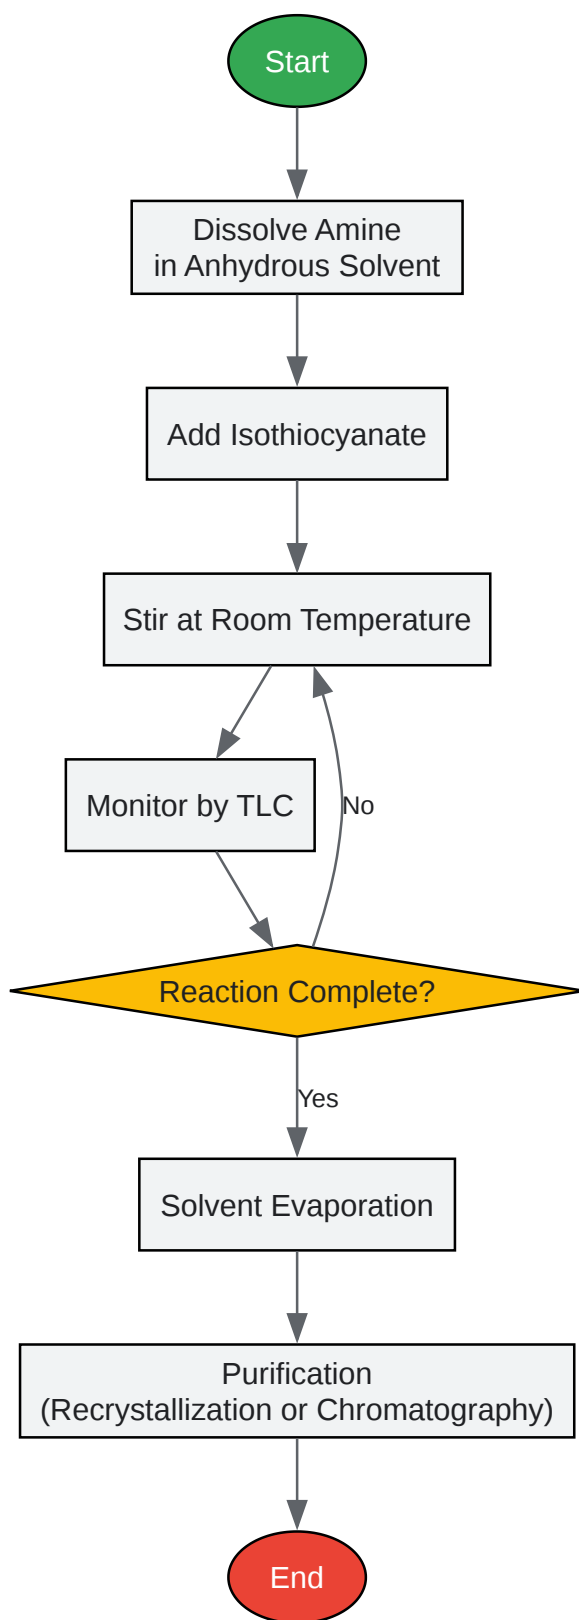 Start
Dissolve Amine
in Anhydrous Solvent
Add Isothiocyanate
Stir at Room Temperature
Monitor by TLC
No
Reaction Complete?
Yes
Solvent Evaporation
Purification
(Recrystallization or Chromatography)
End